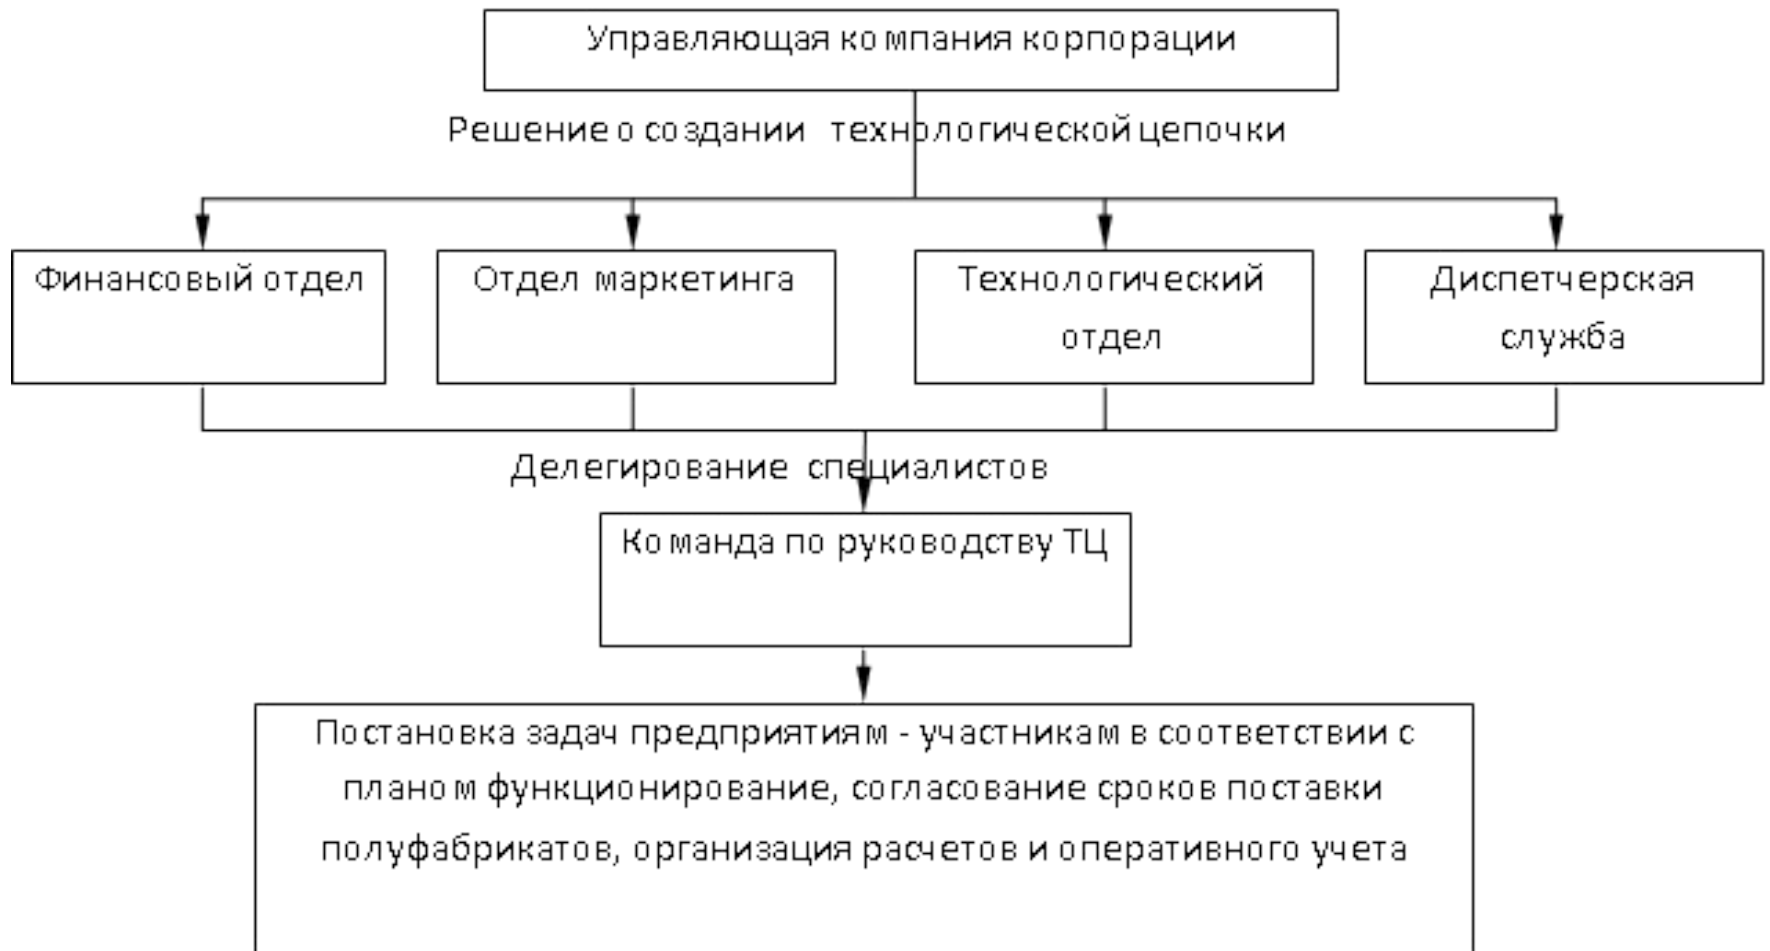 Управляющая компания корпорации
Решение о создании технологической цепочки
Финансовый отдел
Отдел маркетинга
Технологический
отдел
Диспетчерская
служба
Делегирование специалистов
Команда по руководству ТЦ
Постановка задач предприятиям - участникам в соответствии с
планом функционирование, согласование сроков поставки
полуфабрикатов, организация расчетов и оперативного учета